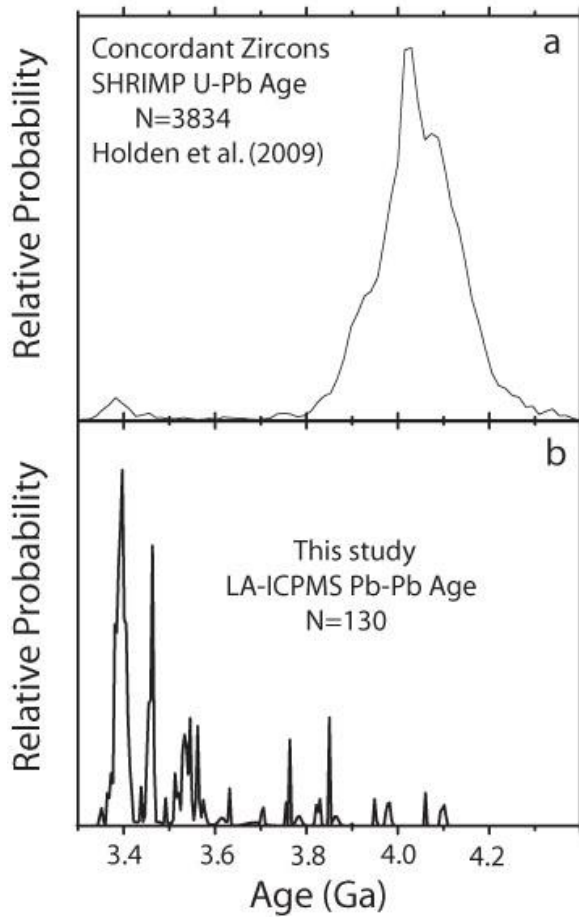 a
Concordant Zircons
SHRIMP U-Pb Age
N=3834
Holden et al. (2009)
Relative Probability
b
This study
LA-ICPMS Pb-Pb Age
N=130
Relative Probability
3.4 3.6 3.8 4.0 4.2
Age (Ga)